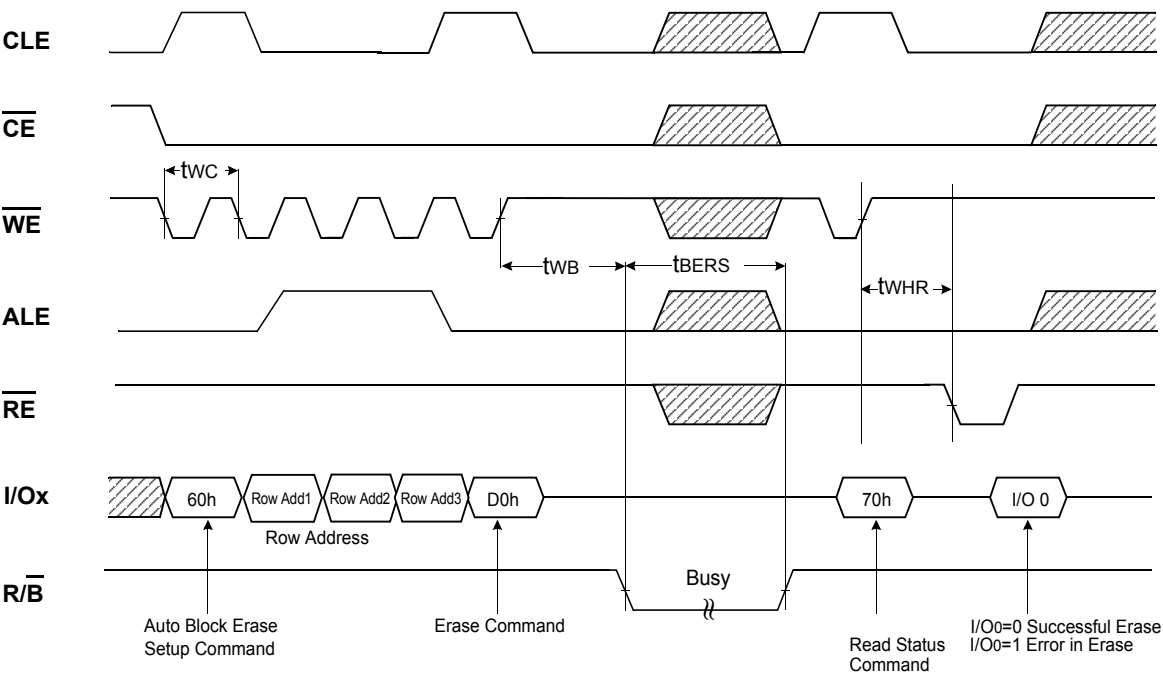 CLE
CE
tWC
WE
tWB
tBERS
tWHR
ALE
RE
I/Ox
60h
Row Add1
Row Add2
Row Add3
D0h
70h
I/O 0
Row Address
R/B
Busy
Auto Block Erase
Setup Command
Erase Command
Read Status
Command
I/O0=0 Successful Erase
I/O0=1 Error in Erase